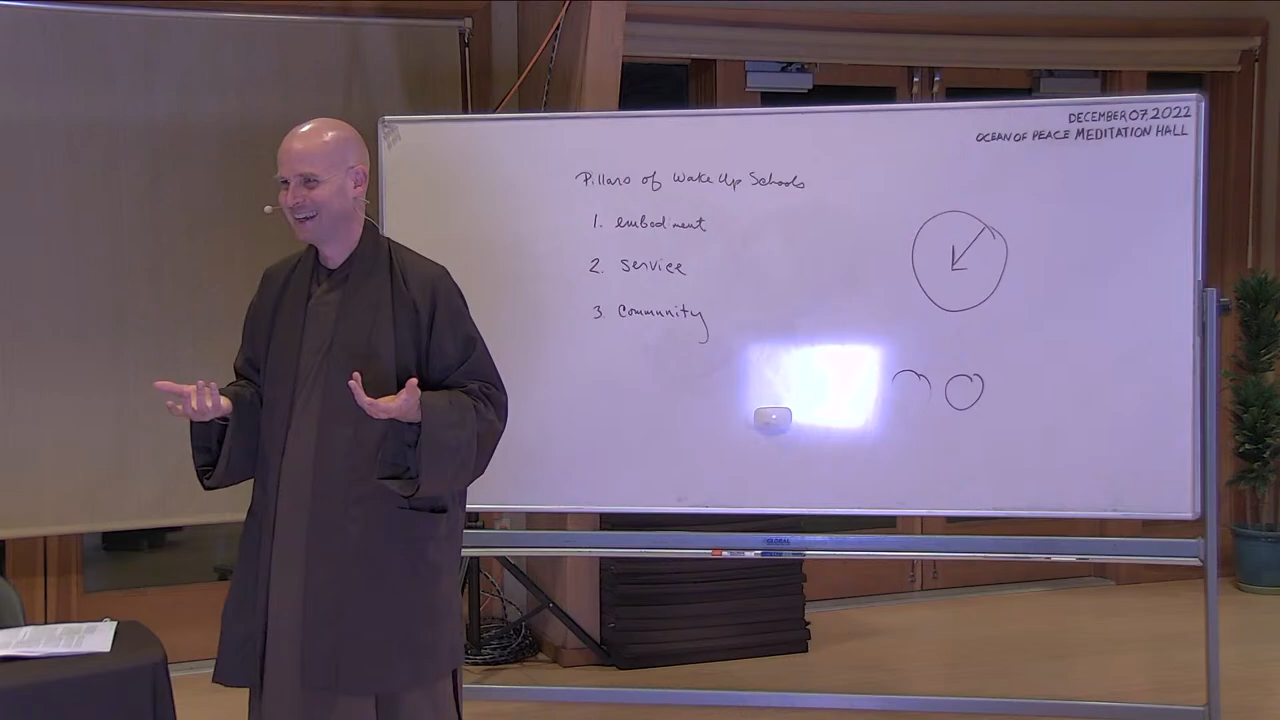 DECEMBER 07.2022
OCEAN OF PEACE MEDITATION HALL
Pillars of Wake Up Schools
1. embodiment
2. Service
3. Community
GLOBAL